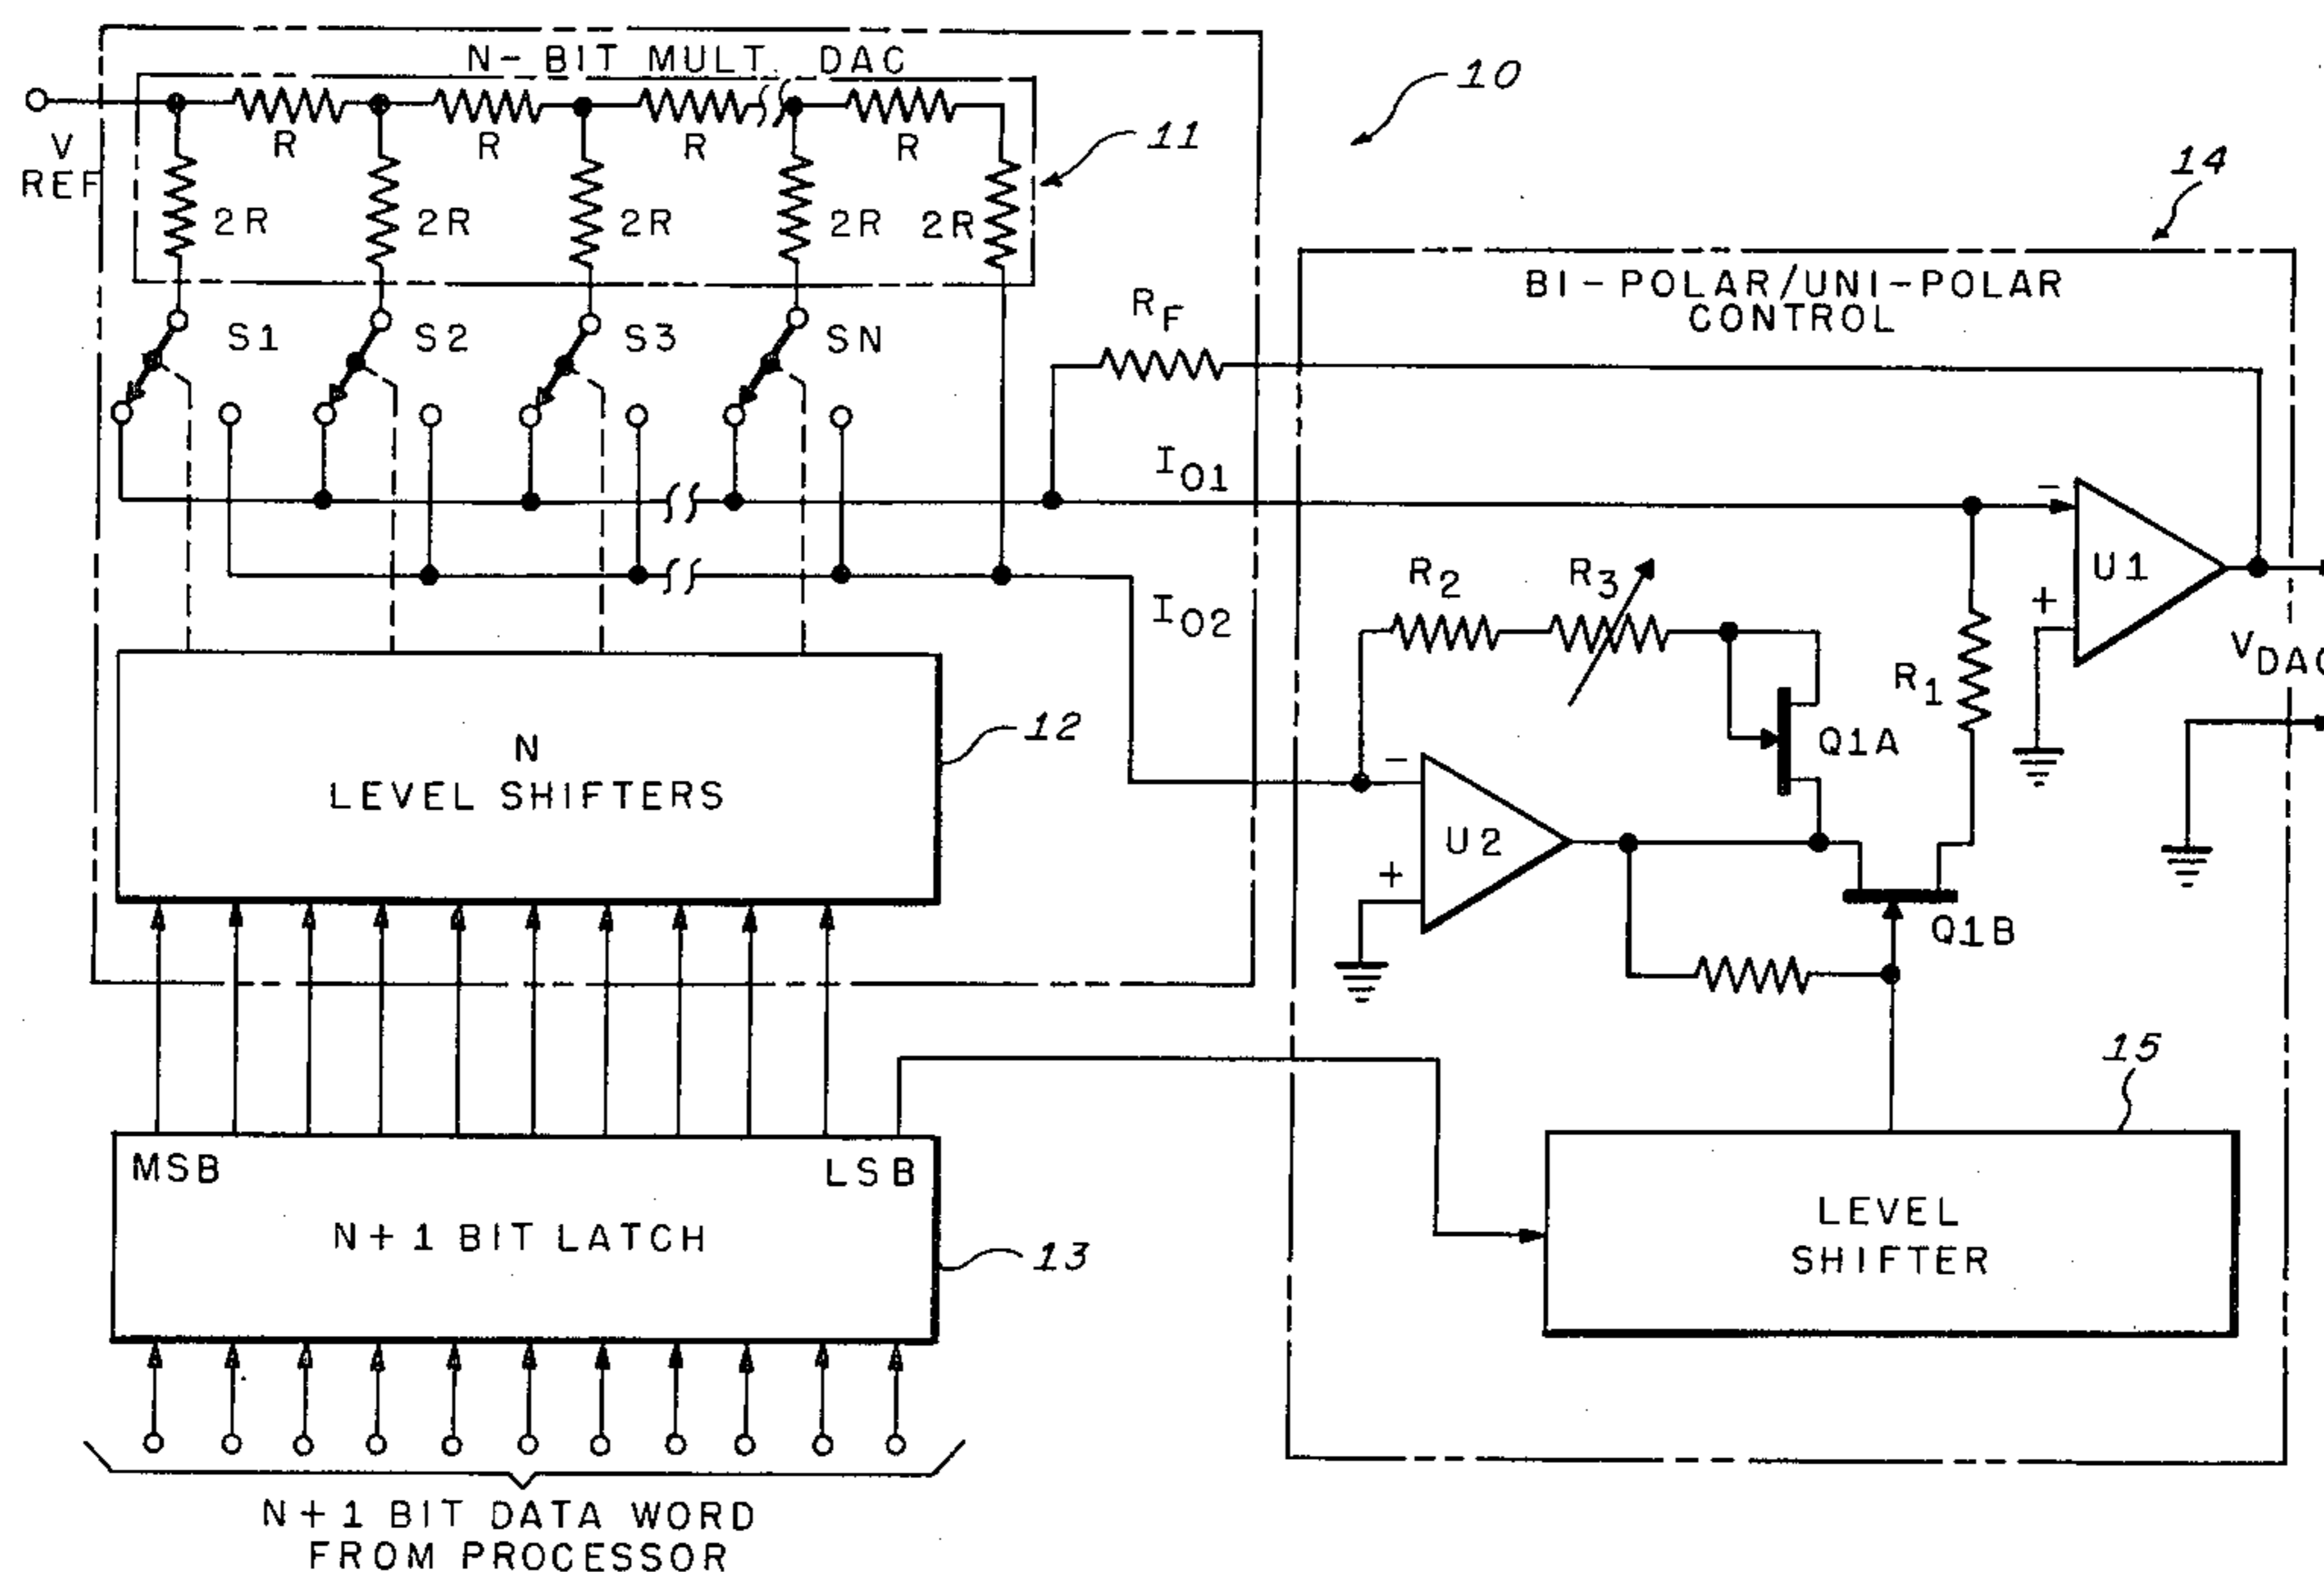 N-BIT MULT. DAC
10
V
REF
R
R
R
R
11
2R
2R
2R
2R
2R
14
BI-POLAR/UNI-POLAR
CONTROL
RF
S1
S2
S3
SN
IO1
-
U1
+
IO2
R2
R3
R1
VDAC
Q1A
-
U2
+
Q1B
N
LEVEL SHIFTERS
12
15
MSB
LSB
N+1 BIT LATCH
13
LEVEL
SHIFTER
N+1 BIT DATA WORD
FROM PROCESSOR